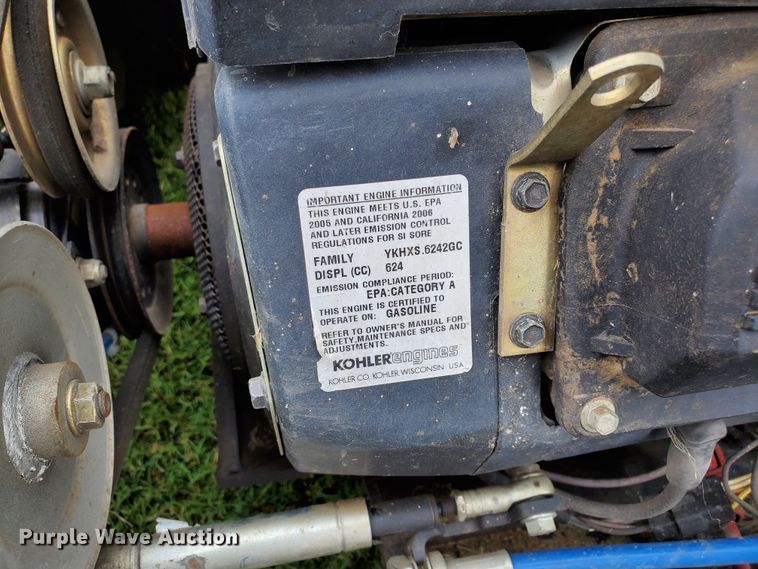 IMPORTANT ENGINE INFORMATION
THIS ENGINE MEETS U.S. EPA
2005 AND CALIFORNIA 2006
AND LATER EMISSION CONTROL
REGULATIONS FOR SI SORE
FAMILY YKHXS.6242GC
DISPL (CC) 624
EMISSION COMPLIANCE PERIOD:
EPA:CATEGORY A
THIS ENGINE IS CERTIFIED TO
OPERATE ON: GASOLINE
REFER TO OWNER'S MANUAL FOR
SAFETY,MAINTENANCE SPECS AND
ADJUSTMENTS.
KOHLERengines
KOHLER CO. KOHLER, WISCONSIN USA
Purple Wave Auction